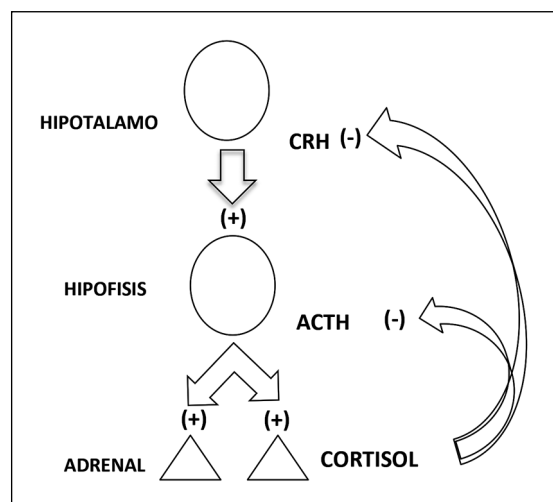 HIPOTALAMO
CRH (-)
(+)
HIPOFISIS
ACTH (-)
(+) (+)
ADRENAL CORTISOL